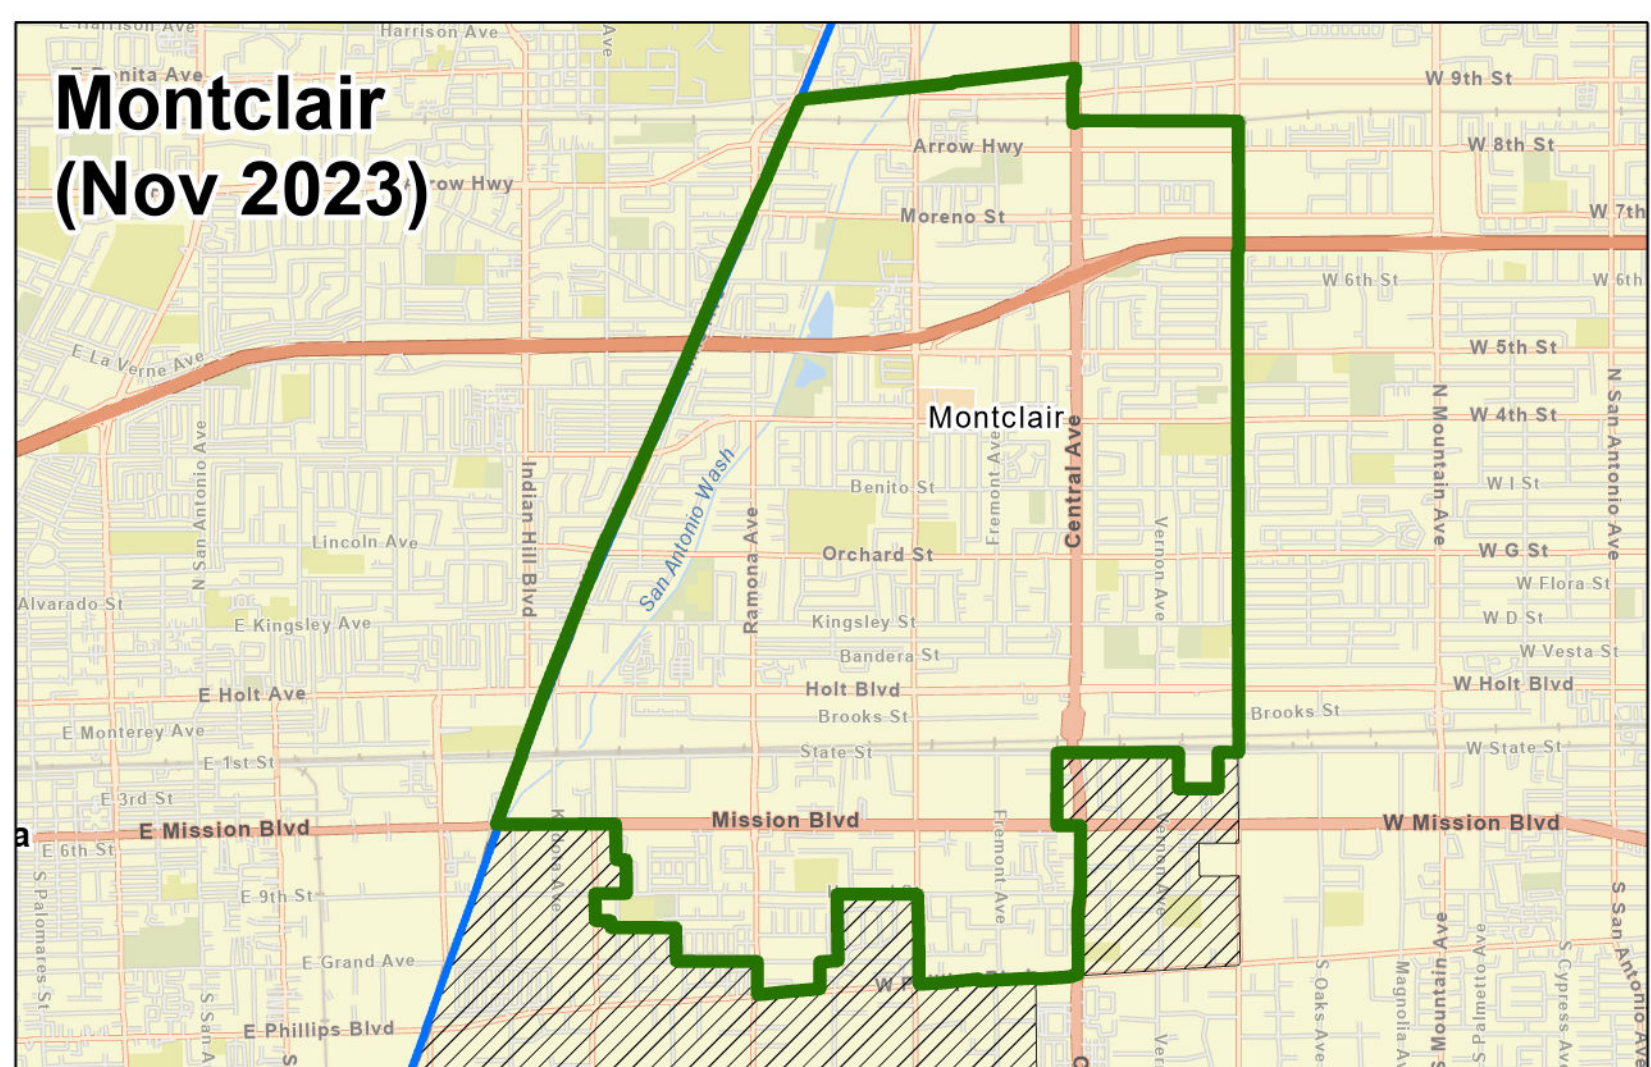 E Harrison Ave
Harrison Ave
Ave
Montclair
(Nov 2023)
W 9th St
Arrow Hwy
W 8th St
Moreno St
W 7th
W 6th St
W 6th
E La Verne Ave
W 5th St
Montclair
W 4th St
N San Antonio Ave
Indian Hill Blvd
San Antonio Wash
Ramona Ave
Benito St
Fremont Ave
Central Ave
Vernon Ave
N Mountain Ave
N San Antonio Ave
W I St
Lincoln Ave
Orchard St
W G St
W Flora St
Alvarado St
E Kingsley Ave
Kingsley St
W D St
Bandera St
W Vesta St
E Holt Ave
Holt Blvd
W Holt Blvd
E Monterey Ave
Brooks St
Brooks St
E 1st St
State St
W State St
E 3rd St
a
E Mission Blvd
Mission Blvd
W Mission Blvd
E 6th St
S Palomares St
E 9th St
Fremont Ave
Vernon Ave
E Grand Ave
S San A
E Phillips Blvd
S
S Oaks Ave
Magnolia Av
S Mountain Ave
S Palmetto Ave
S Cypress Ave
S San Antonio Ave